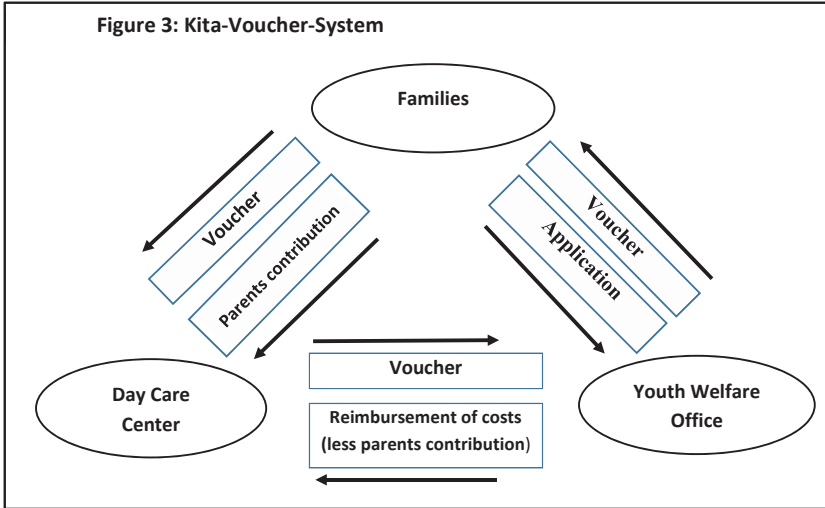 Figure 3: Kita-Voucher-System
Families
Voucher
Parents contribution
Voucher
Application
Voucher
Reimbursement of costs
(less parents contribution)
Day Care
Center
Youth Welfare
Office